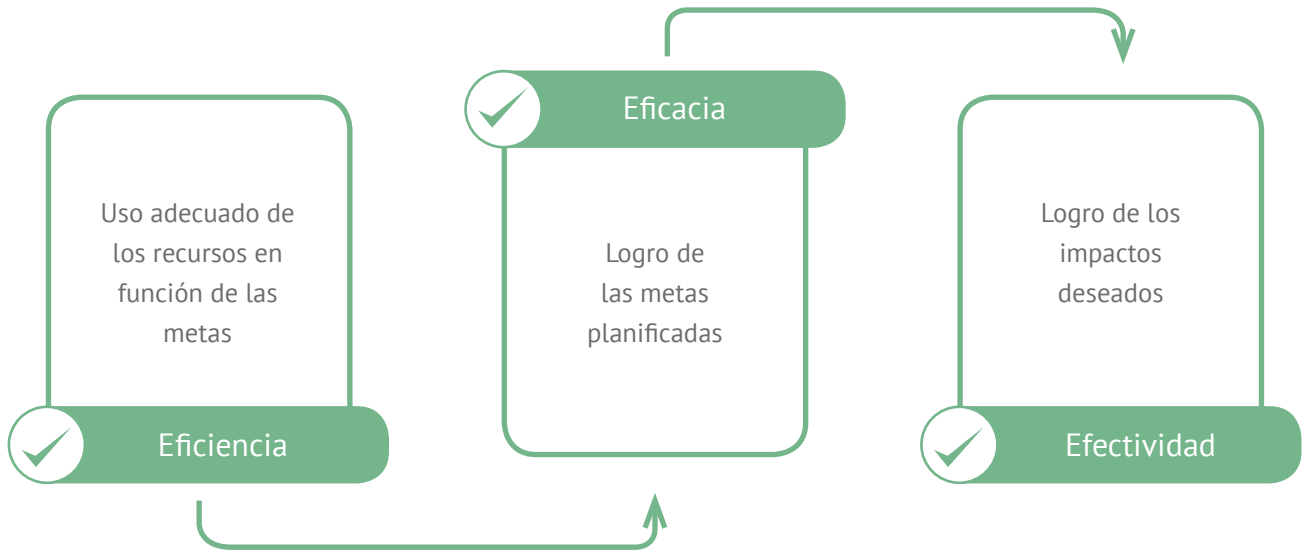 Uso adecuado de
los recursos en
función de las
metas
Eficiencia
Eficacia
Logro de
las metas
planificadas
Logro de los
impactos
deseados
Efectividad